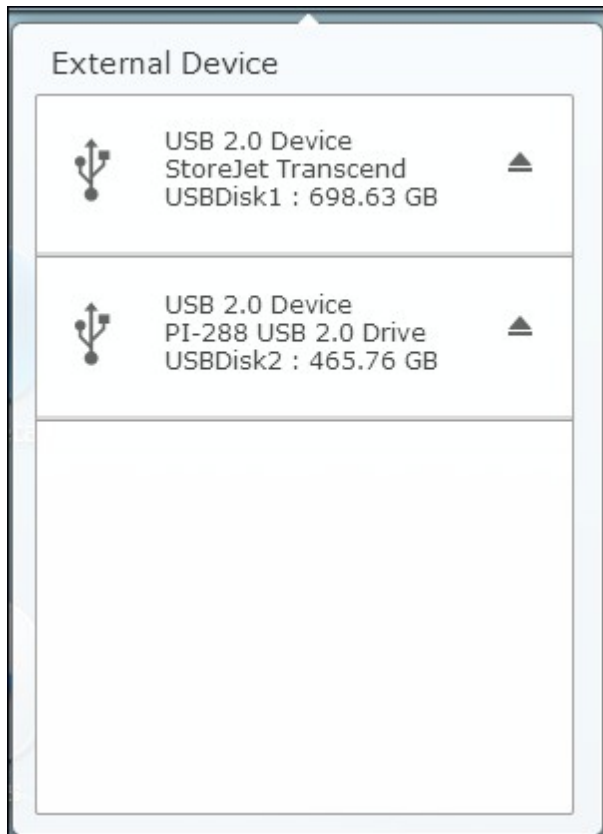 External Device
USB 2.0 Device
StoreJet Transcend
USBDisk1 : 698.63 GB
USB 2.0 Device
PI-288 USB 2.0 Drive
USBDisk2 : 465.76 GB